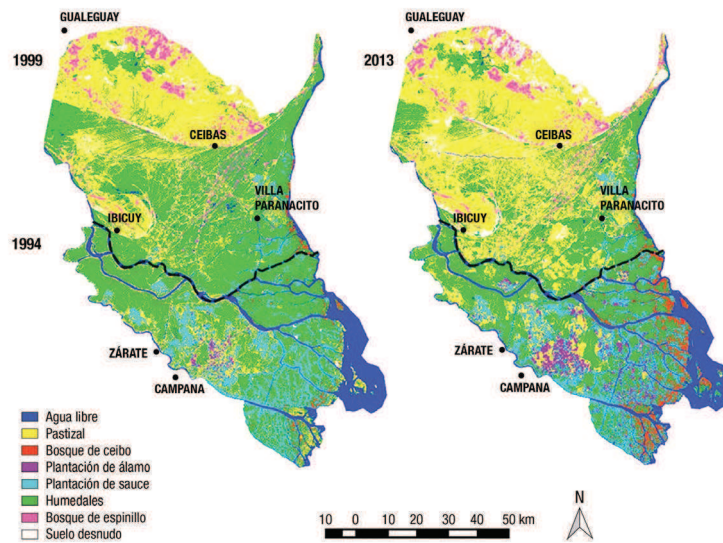 GUALEGUAY
1999
CEIBAS
VILLA
PARANACITO
IBICUY
1994
ZÁRATE
CAMPANA
GUALEGUAY
2013
CEIBAS
VILLA
PARANACITO
IBICUY
ZÁRATE
CAMPANA
Agua libre
Pastizal
Bosque de ceibo
Plantación de álamo
Plantación de sauce
Humedales
Bosque de espinillo
Suelo desnudo
10 0 10 20 30 40 50 km
N